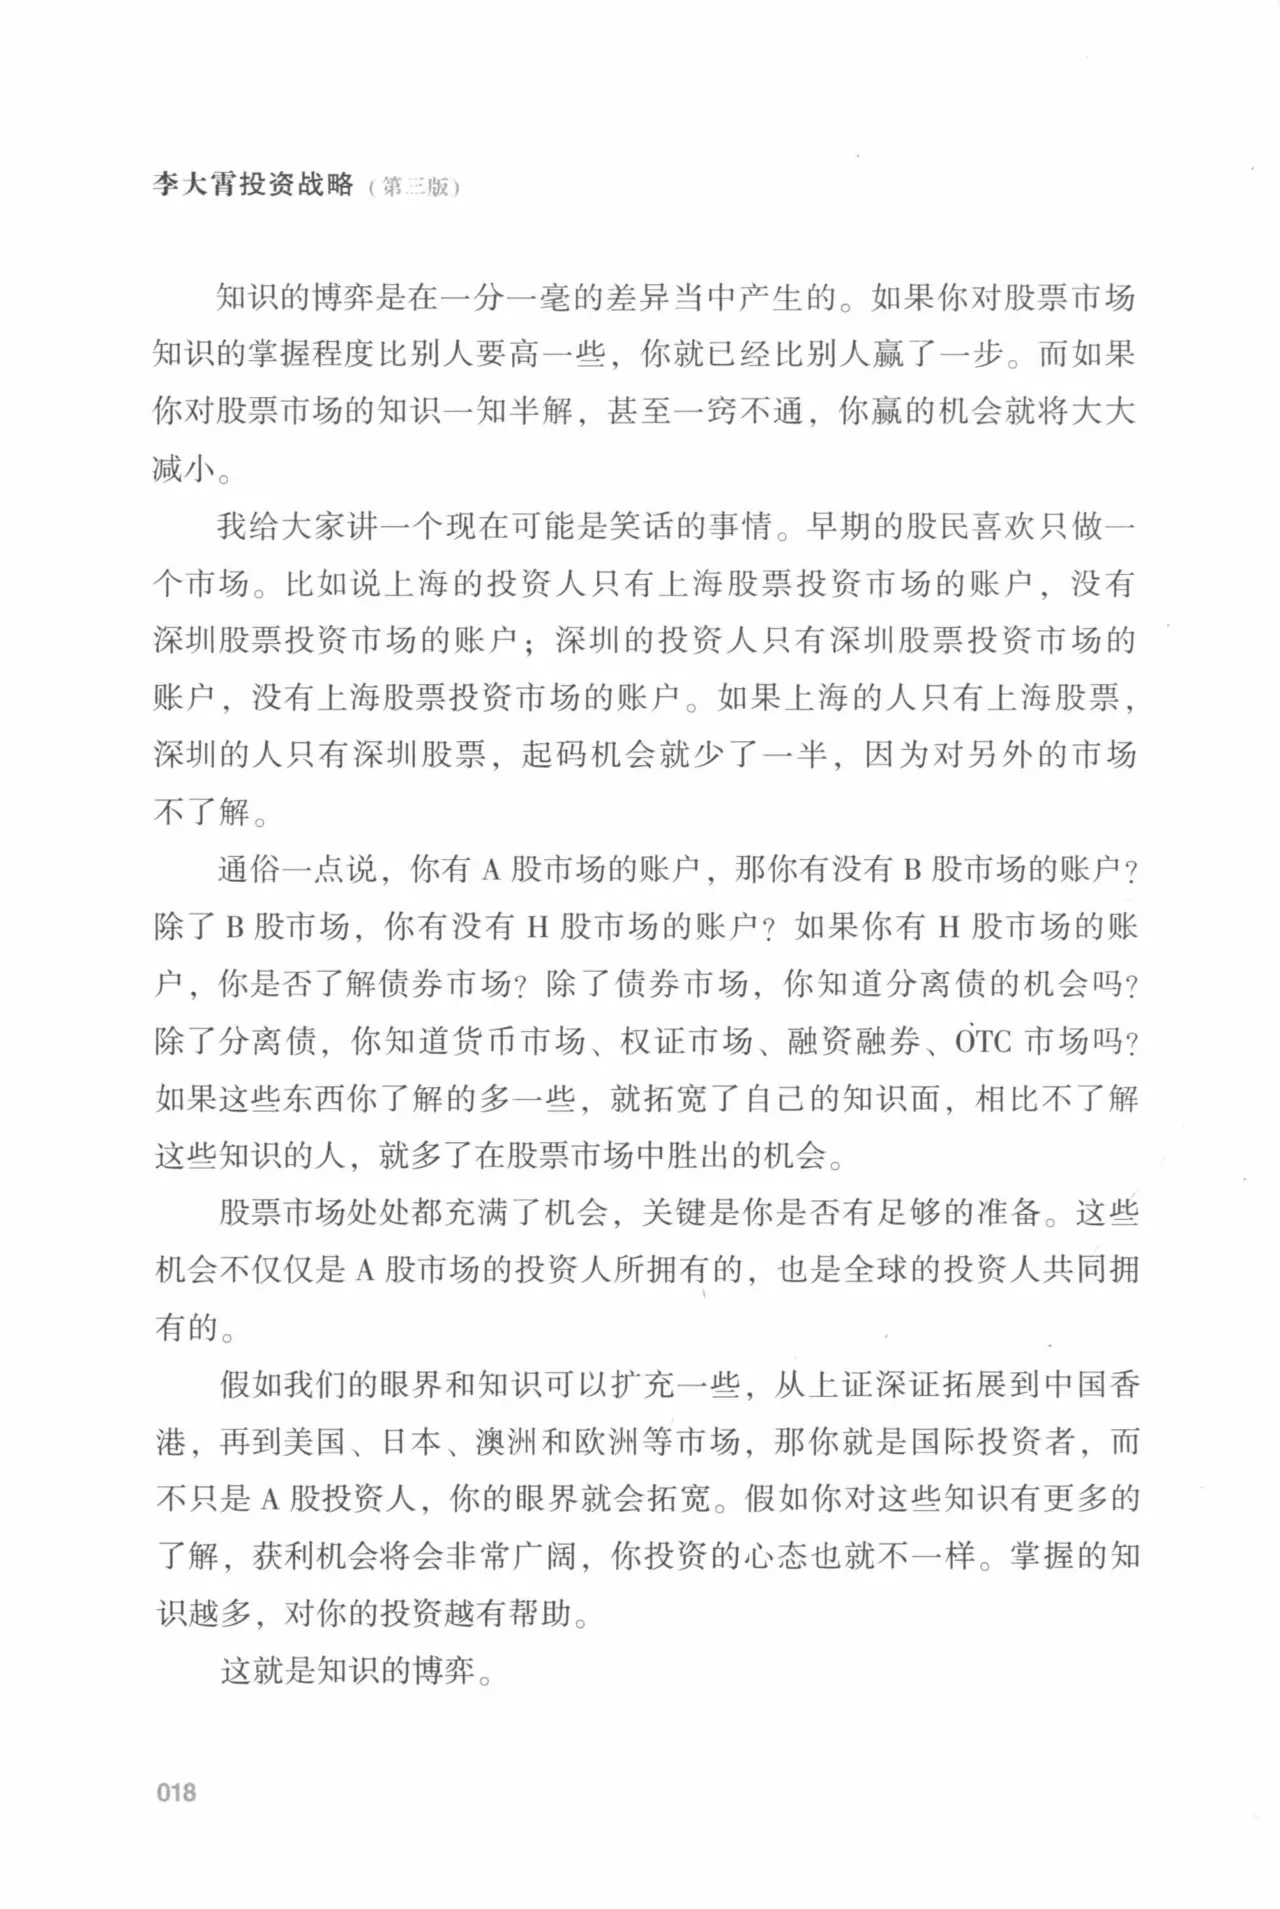 李大霄投资战略（第三版）
知识的博弈是在一分一毫的差异当中产生的。如果你对股票市场
知识的掌握程度比别人要高一些，你就已经比别人赢了一步。而如果
你对股票市场的知识一知半解，甚至一窍不通，你赢的机会就将大大
减小。
我给大家讲一个现在可能是笑话的事情。早期的股民喜欢只做一
个市场。比如说上海的投资人只有上海股票投资市场的账户，没有
深圳股票投资市场的账户；深圳的投资人只有深圳股票投资市场的
账户，没有上海股票投资市场的账户。如果上海的人只有上海股票，
深圳的人只有深圳股票，起码机会就少了一半，因为对另外的市场
不了解。
通俗一点说，你有 A 股市场的账户，那你有没有 B 股市场的账户？
除了 B 股市场，你有没有 H 股市场的账户？如果你有 H 股市场的账
户，你是否了解债券市场？除了债券市场，你知道分离债的机会吗？
除了分离债，你知道货币市场、权证市场、融资融券、OTC 市场吗？
如果这些东西你了解的多一些，就拓宽了自己的知识面，相比不了解
这些知识的人，就多了在股票市场中胜出的机会。
股票市场处处都充满了机会，关键是你是否有足够的准备。这些
机会不仅仅是 A 股市场的投资人所拥有的，也是全球的投资人共同拥
有的。
假如我们的眼界和知识可以扩充一些，从上证深证拓展到中国香
港，再到美国、日本、澳洲和欧洲等市场，那你就是国际投资者，而
不只是 A 股投资人，你的眼界就会拓宽。假如你对这些知识有更多的
了解，获利机会将会非常广阔，你投资的心态也就不一样。掌握的知
识越多，对你的投资越有帮助。
这就是知识的博弈。
018